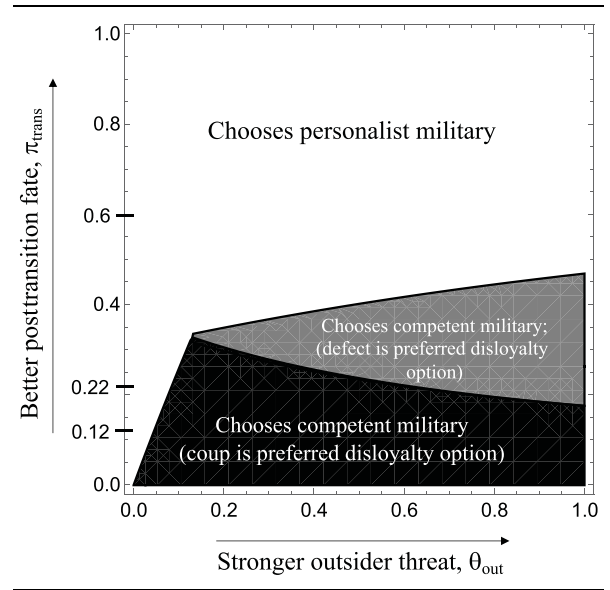 1.0
0.8
0.6
0.4
0.22
0.12
0.0
Better posttransition fate, π_trans
Chooses personalist military
Chooses competent military;
(defect is preferred disloyalty
option)
Chooses competent military
(coup is preferred disloyalty option)
0.0 0.2 0.4 0.6 0.8 1.0
Stronger outsider threat, θ_out